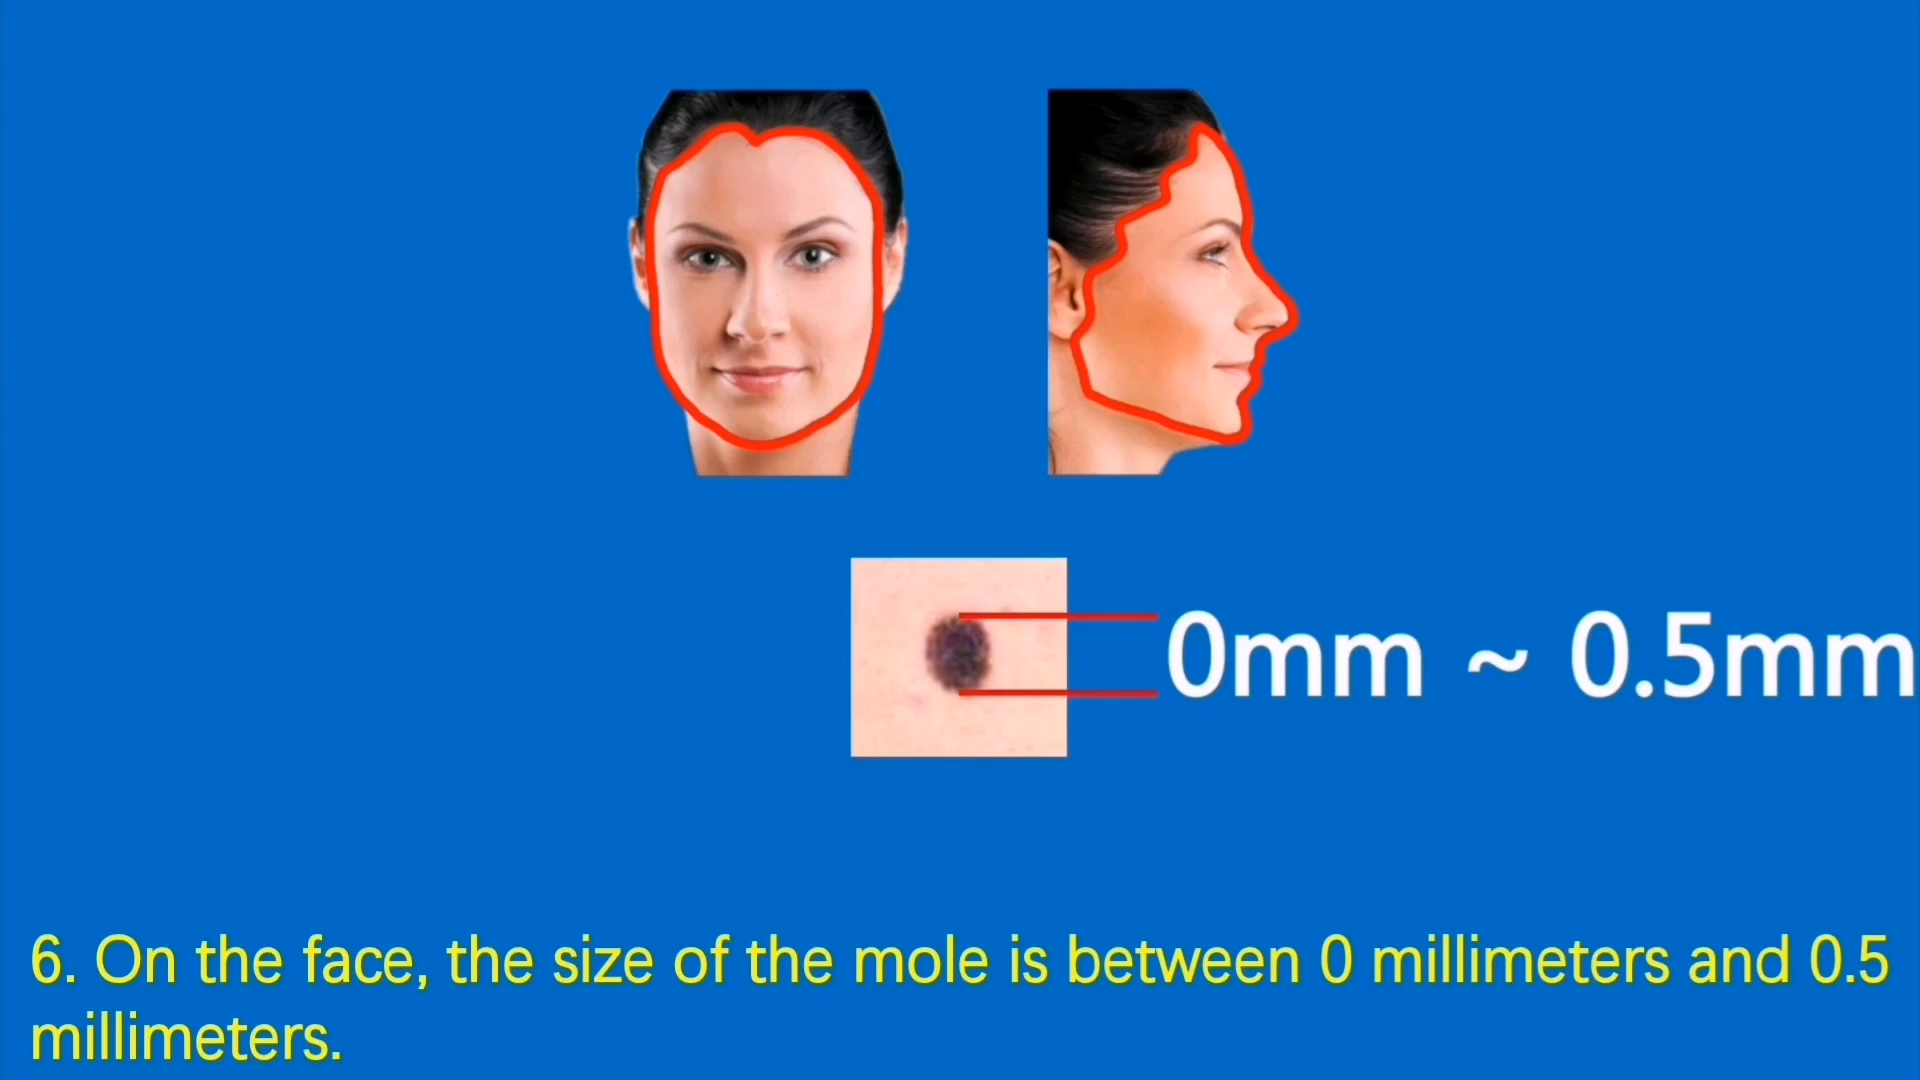 0mm ~ 0.5mm
6. On the face, the size of the mole is between 0 millimeters and 0.5
millimeters.